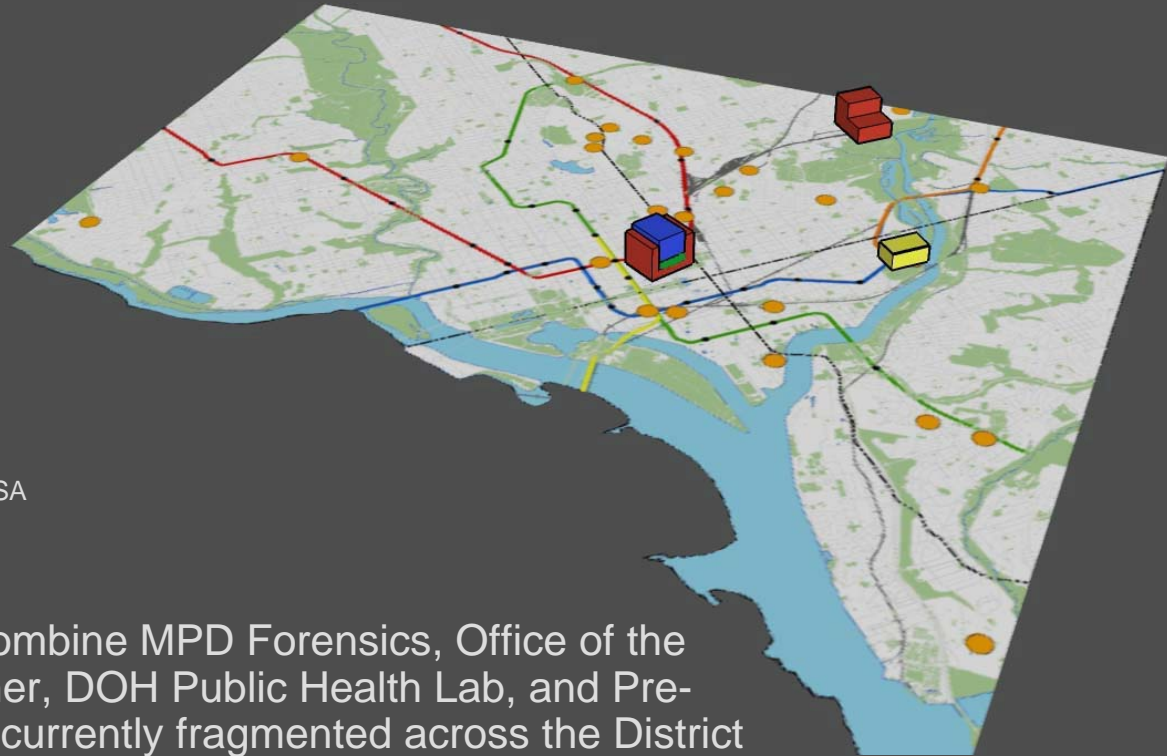 SA
ombine MPD Forensics, Office of the
er, DOH Public Health Lab, and Pre-
currently fragmented across the District